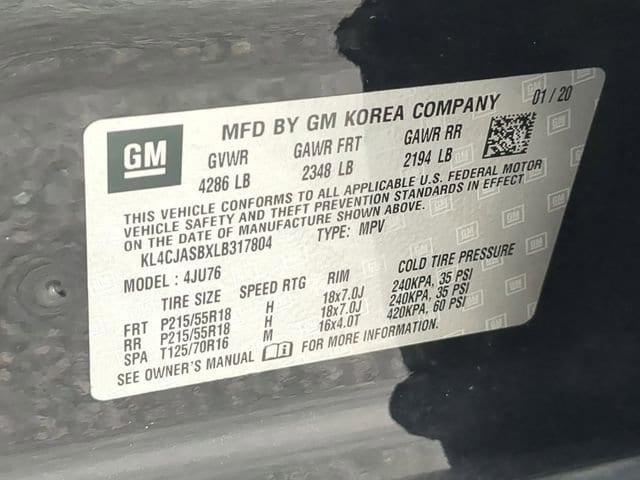 GM
MFD BY GM KOREA COMPANY 01 / 20
GVWR GAWR FRT GAWR RR
4286 LB 2348 LB 2194 LB
THIS VEHICLE CONFORMS TO ALL APPLICABLE U.S. FEDERAL MOTOR
VEHICLE SAFETY AND THEFT PREVENTION STANDARDS IN EFFECT
ON THE DATE OF MANUFACTURE SHOWN ABOVE.
KL4CJASBXLB317804 TYPE: MPV
MODEL : 4JU76
TIRE SIZE SPEED RTG RIM COLD TIRE PRESSURE
FRT P215/55R18 H 18x7.0J 240KPA, 35 PSI
RR P215/55R18 H 18x7.0J 240KPA, 35 PSI
SPA T125/70R16 M 16x4.0T 420KPA, 60 PSI
SEE OWNER'S MANUAL FOR MORE INFORMATION.